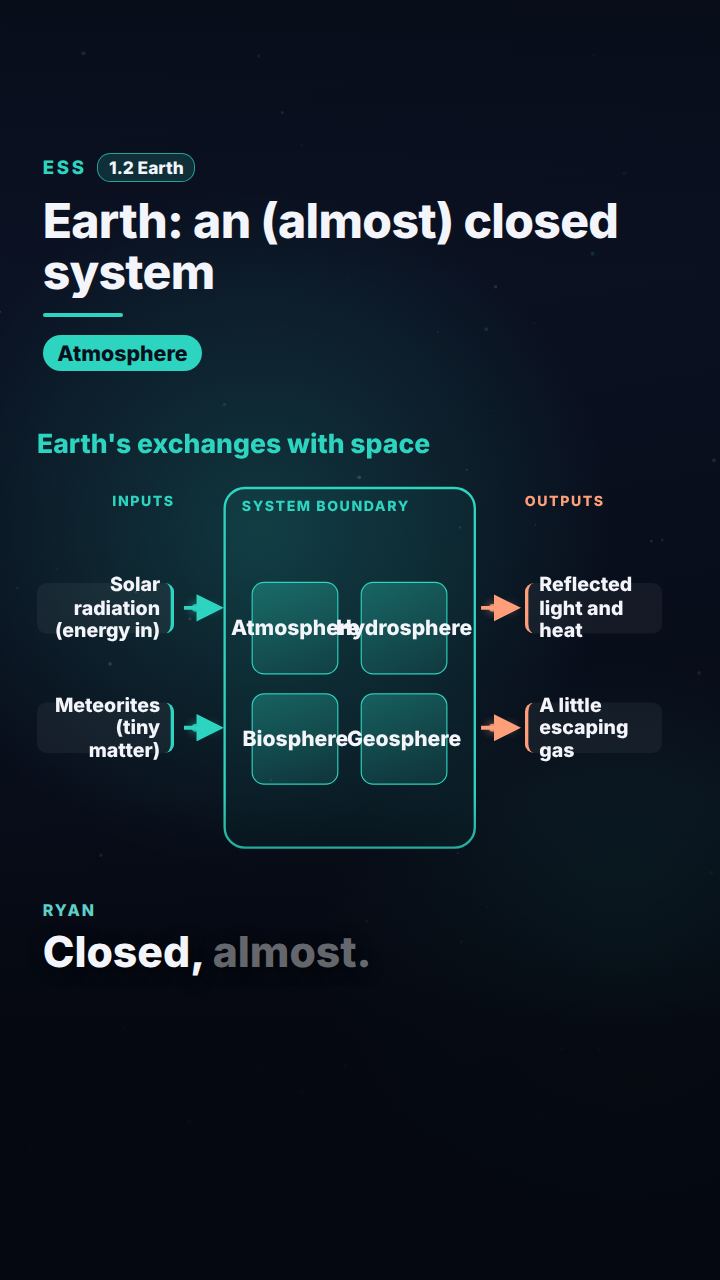 ESS 1.2 Earth
Earth: an (almost) closed
system
Atmosphere
Earth's exchanges with space
INPUTS
SYSTEM BOUNDARY
OUTPUTS
Solar
radiation
(energy in)
Atmosphere
Hydrosphere
Reflected
light and
heat
Meteorites
(tiny
matter)
Biosphere
Geosphere
A little
escaping
gas
RYAN
Closed, almost.